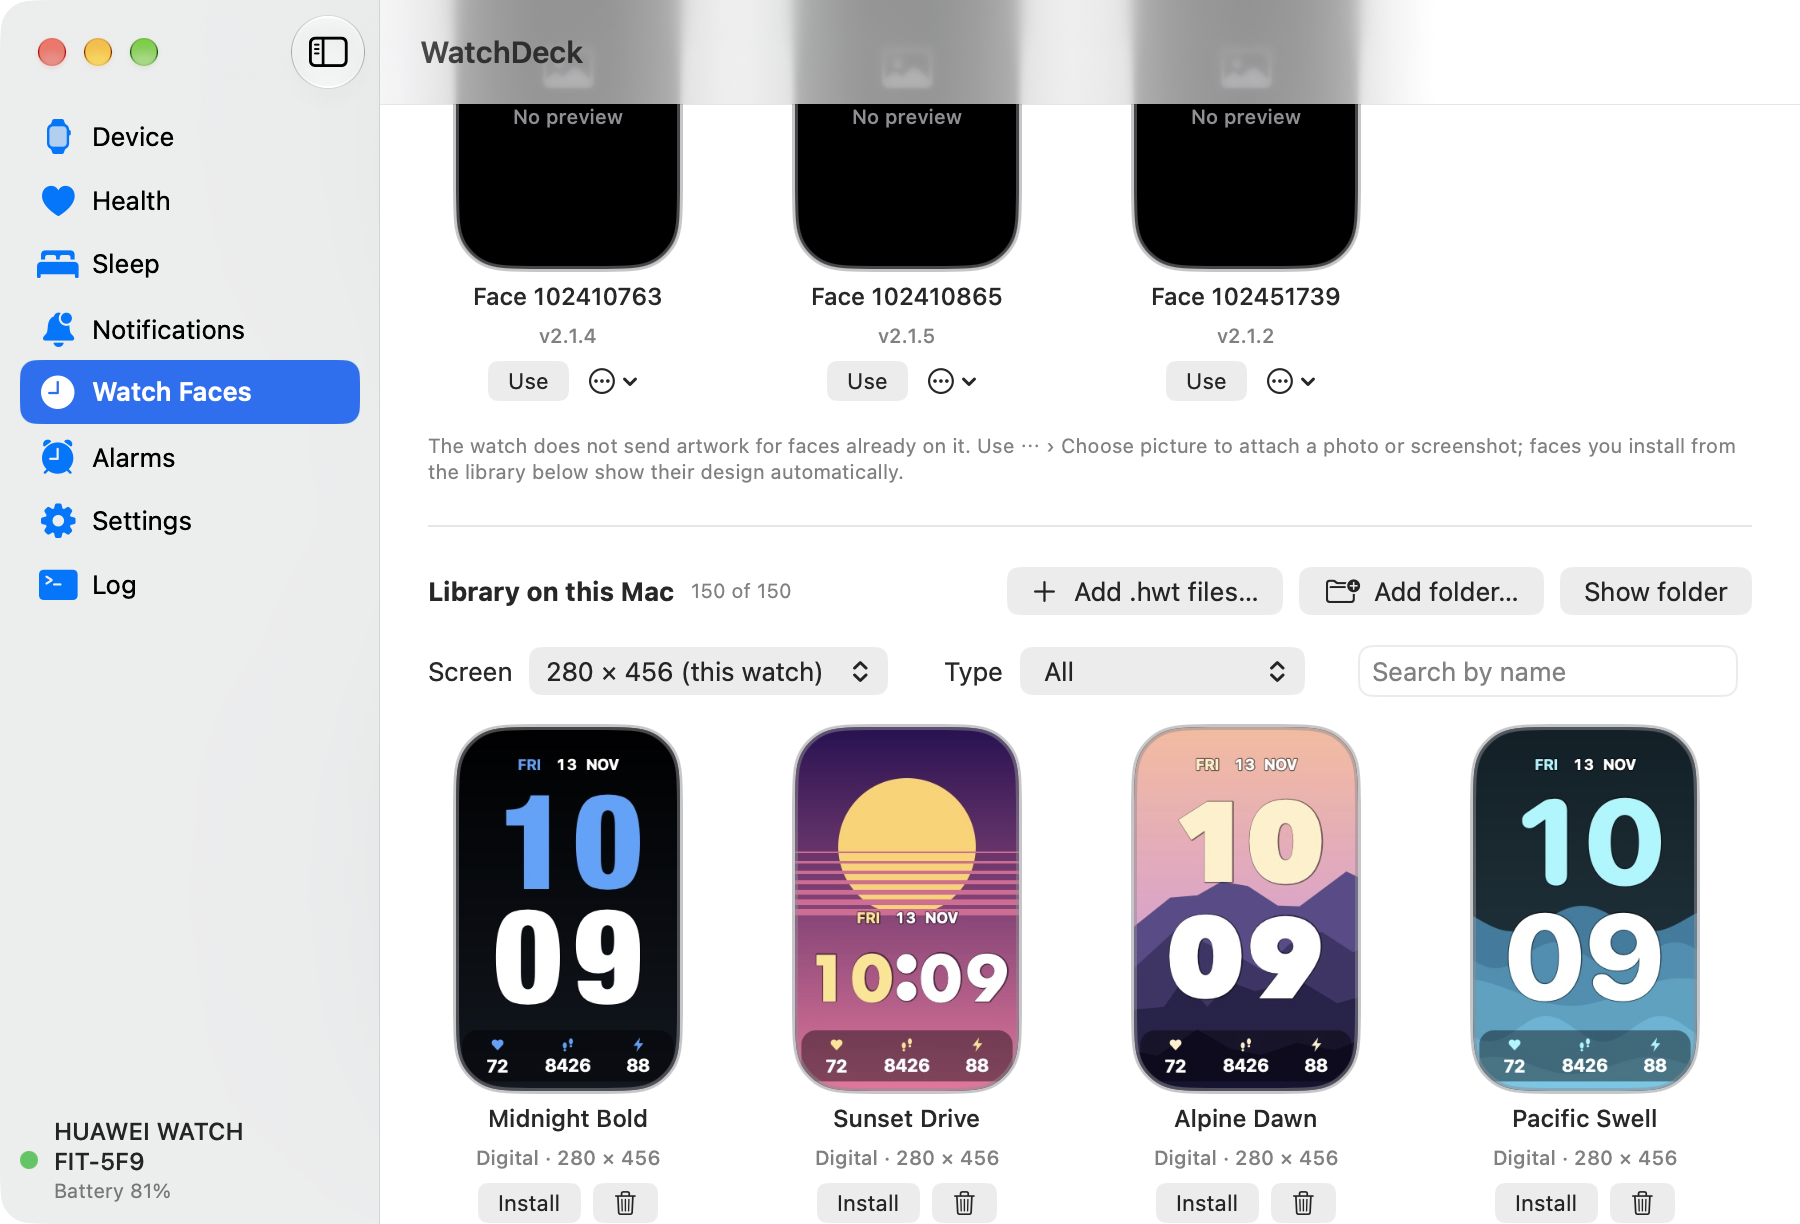 WatchDeck
Device
Health
Sleep
Notifications
Watch Faces
Alarms
Settings
Log
HUAWEI WATCH
FIT-5F9
Battery 81%
No preview
No preview
No preview
Face 102410763
Face 102410865
Face 102451739
v2.1.4
v2.1.5
v2.1.2
Use
Use
Use
The watch does not send artwork for faces already on it. Use ··· › Choose picture to attach a photo or screenshot; faces you install from
the library below show their design automatically.
Library on this Mac 150 of 150
Add .hwt files...
Add folder...
Show folder
Screen 280 × 456 (this watch)
Type All
Search by name
FRI 13 NOV
10
09
72 8426 88
Midnight Bold
Digital · 280 × 456
Install
FRI 13 NOV
10:09
72 8426 88
Sunset Drive
Digital · 280 × 456
Install
FRI 13 NOV
10
09
72 8426 88
Alpine Dawn
Digital · 280 × 456
Install
FRI 13 NOV
10
09
72 8426 88
Pacific Swell
Digital · 280 × 456
Install